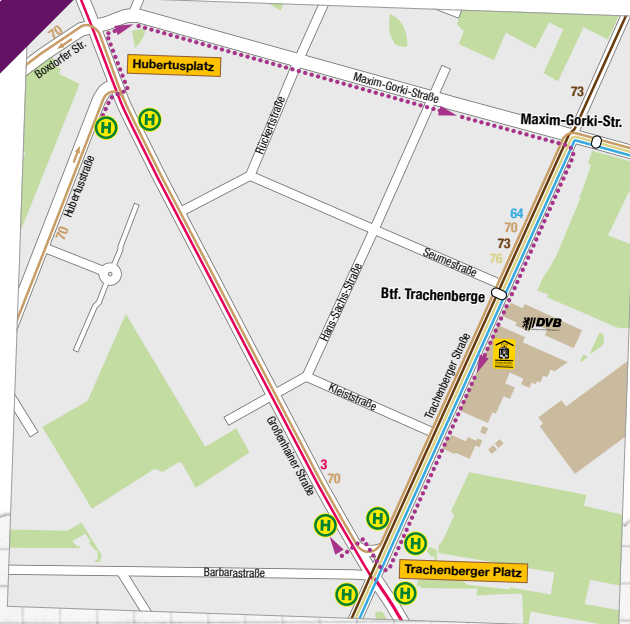 70
Boxdorfer Str.
Hubertusplatz
Maxim-Gorki-Straße
73
Maxim-Gorki-Str.
H
H
Rückertstraße
Hubertusstraße
70
64
70
73
76
Seumestraße
Btf. Trachenberge
DVB
Hans-Sachs-Straße
Trachenberger Straße
Kleiststraße
Großenhainer Straße
3
70
H
H
H
Trachenberger Platz
Barbarastraße
H
H